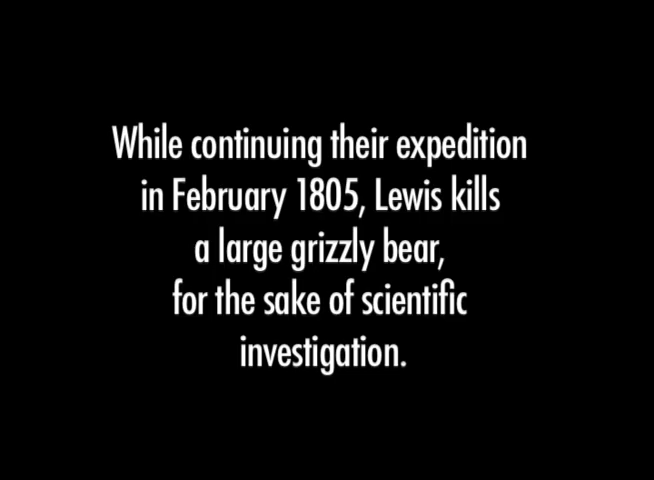 While continuing their expedition
in February 1805, Lewis kills
a large grizzly bear,
for the sake of scientific
investigation.